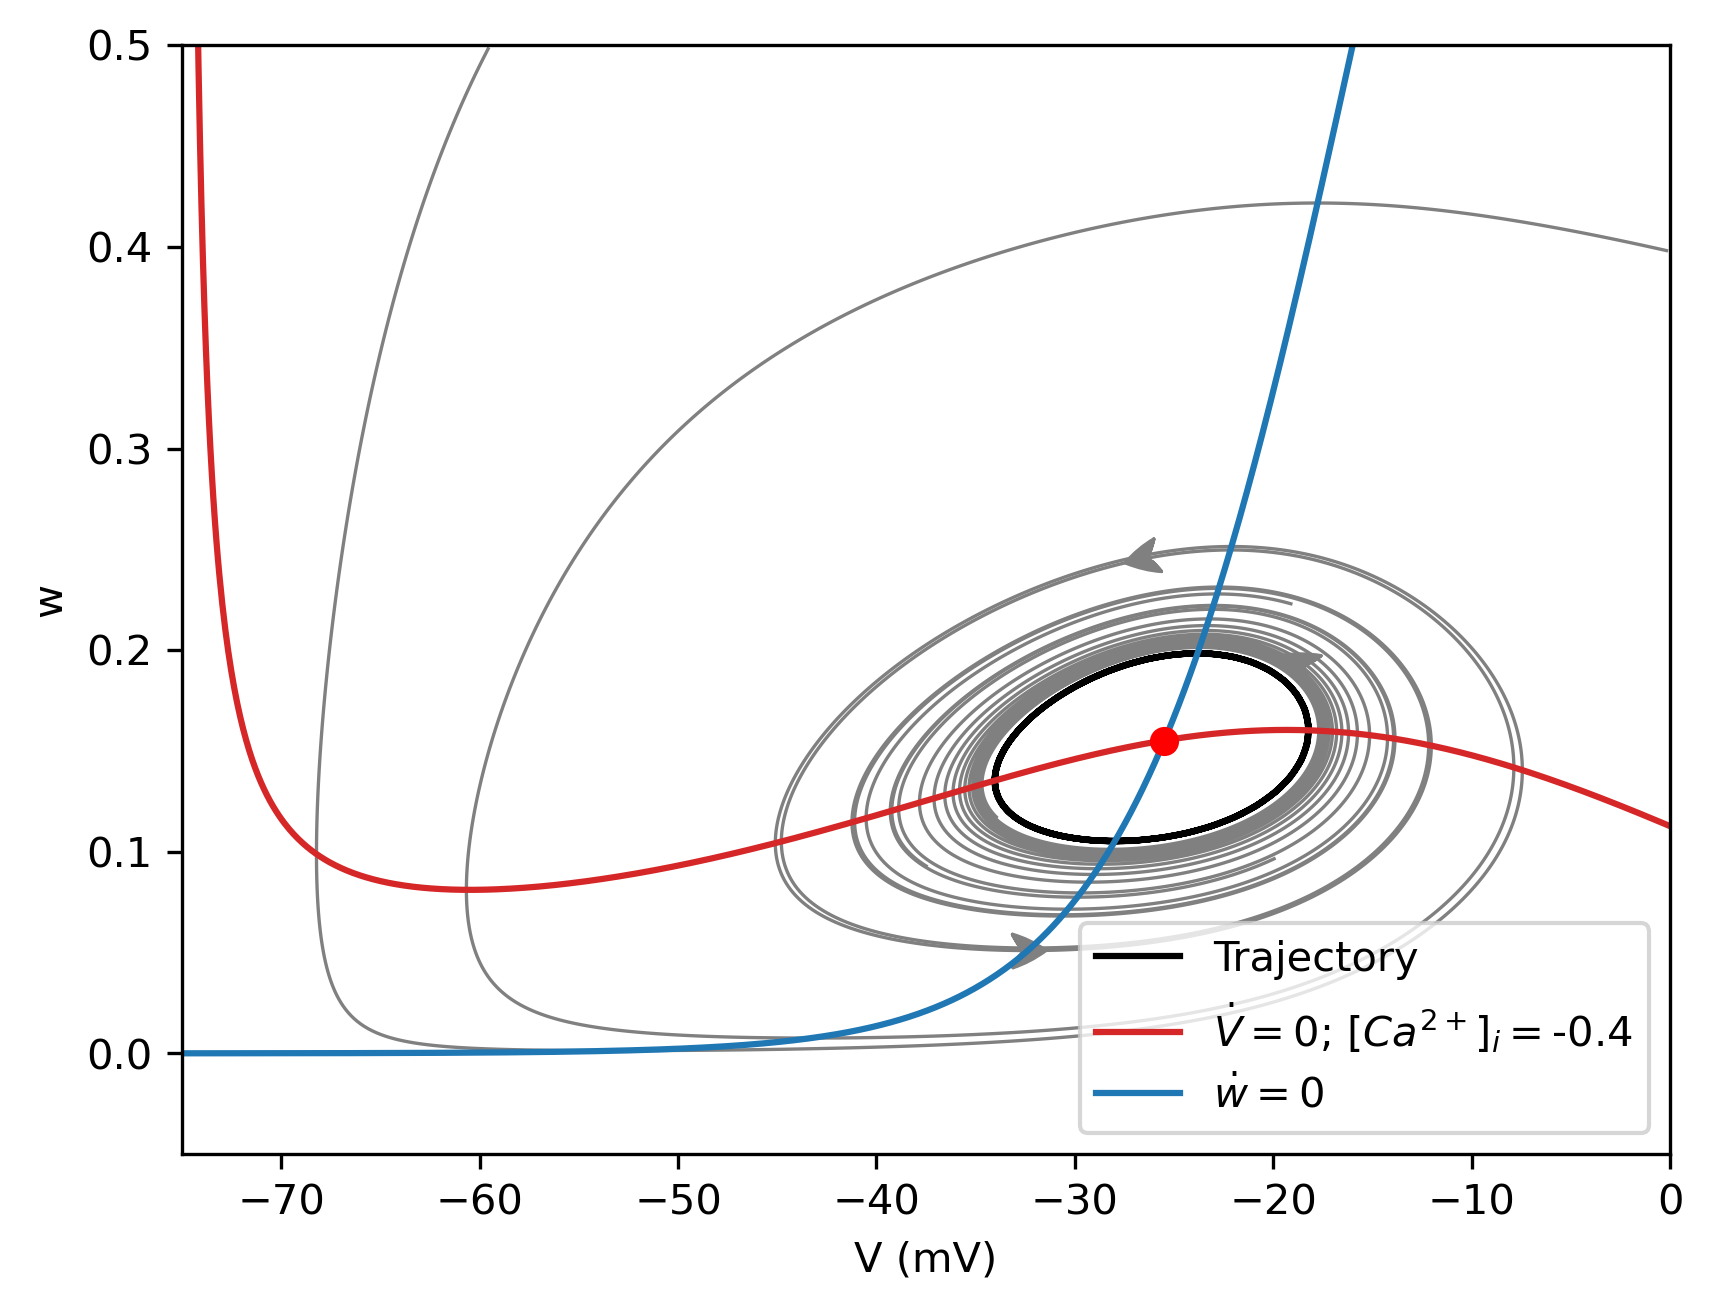 0.5
0.4
0.3
0.2
0.1
0.0
w
Trajectory
V̇ = 0; [Ca²⁺]ᵢ = -0.4
ẇ = 0
−70 −60 −50 −40 −30 −20 −10 0
V (mV)